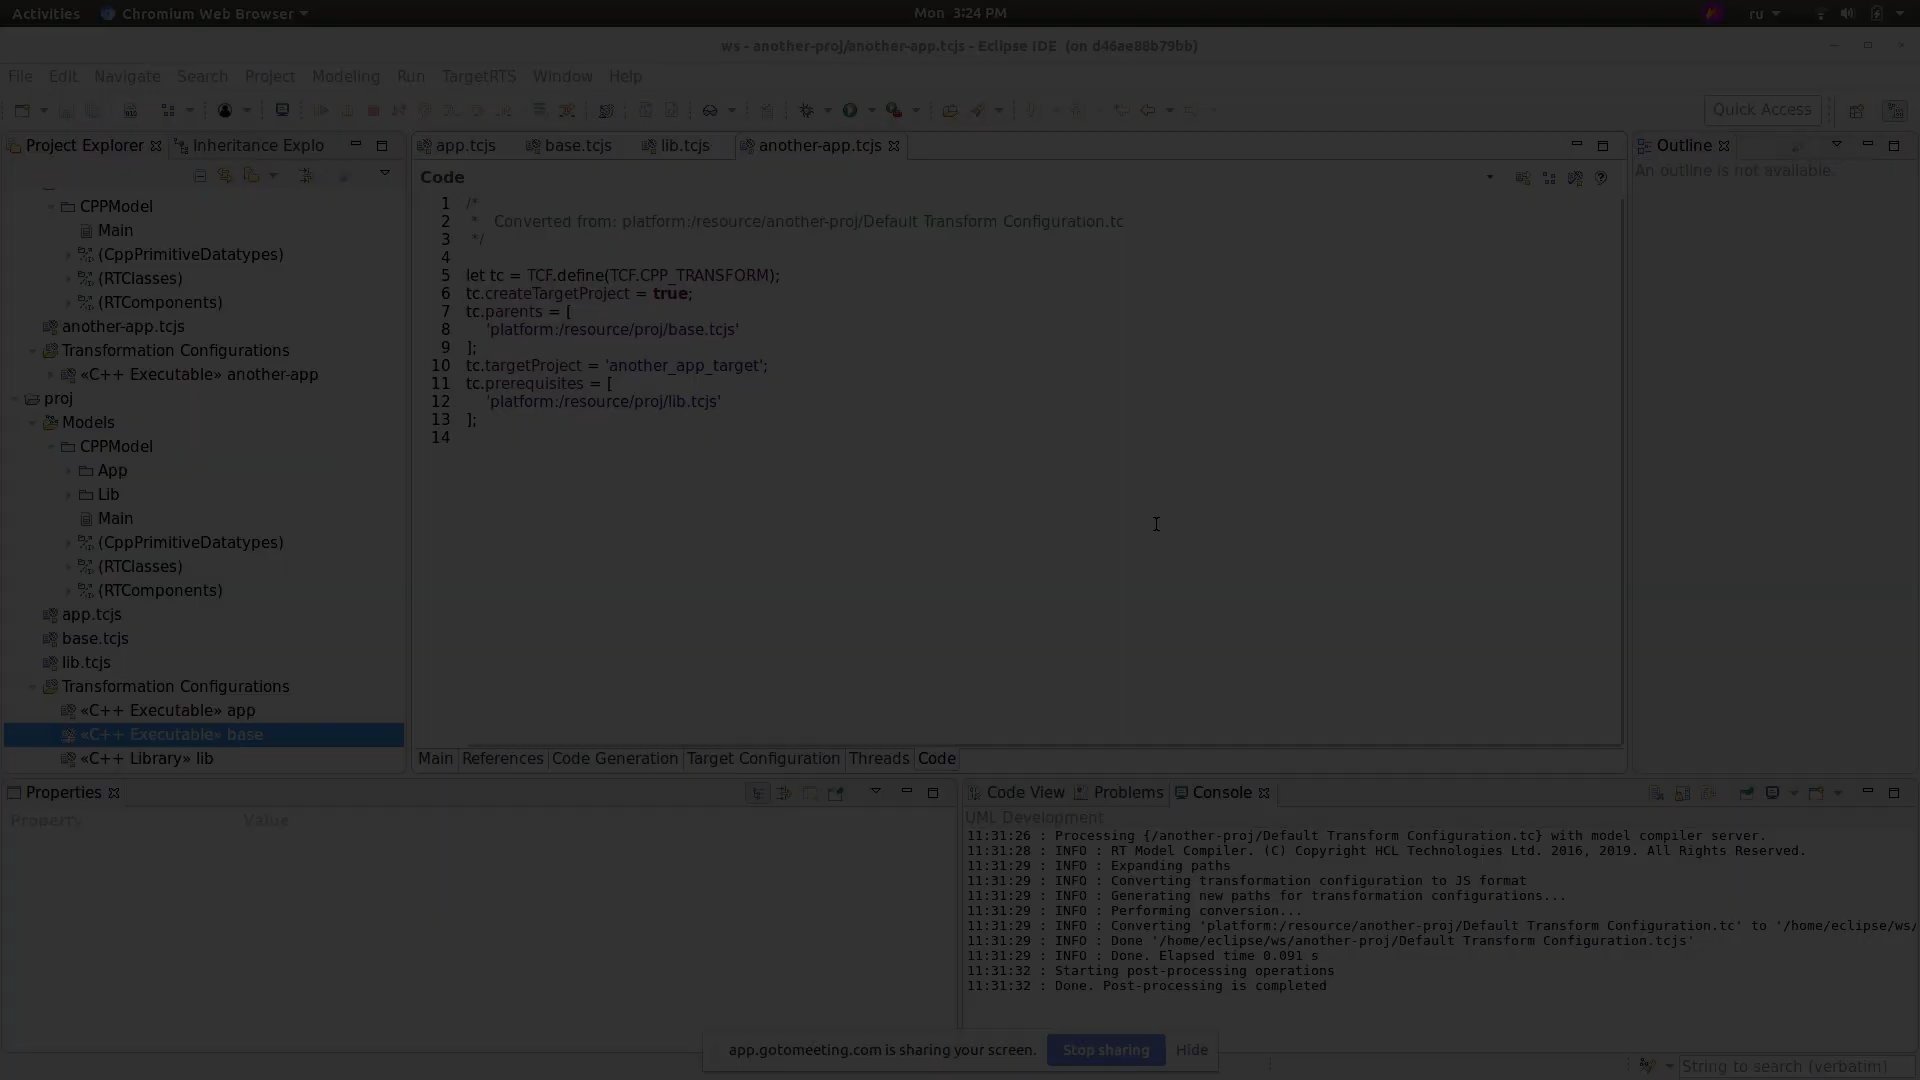 Activities Chromium Web Browser Mon 3:24 PM ru
ws - another-proj/another-app.tcjs - Eclipse IDE (on d46ae88b79bb)
File Edit Navigate Search Project Modeling Run TargetRTS Window Help
Quick Access
Project Explorer Inheritance Explo
CPPModel
Main
(CppPrimitiveDatatypes)
(RTClasses)
(RTComponents)
another-app.tcjs
Transformation Configurations
«C++ Executable» another-app
proj
Models
CPPModel
App
Lib
Main
(CppPrimitiveDatatypes)
(RTClasses)
(RTComponents)
app.tcjs
base.tcjs
lib.tcjs
Transformation Configurations
«C++ Executable» app
«C++ Executable» base
«C++ Library» lib
app.tcjs base.tcjs lib.tcjs another-app.tcjs
Code
1 /*
2 * Converted from: platform:/resource/another-proj/Default Transform Configuration.tc
3 */
4
5 let tc = TCF.define(TCF.CPP_TRANSFORM);
6 tc.createTargetProject = true;
7 tc.parents = [
8 'platform:/resource/proj/base.tcjs'
9 ];
10 tc.targetProject = 'another_app_target';
11 tc.prerequisites = [
12 'platform:/resource/proj/lib.tcjs'
13 ];
14
Main References Code Generation Target Configuration Threads Code
Outline
An outline is not available.
Properties
Property Value
Code View Problems Console
UML Development
11:31:26 : Processing {/another-proj/Default Transform Configuration.tc} with model compiler server.
11:31:28 : INFO : RT Model Compiler. (C) Copyright HCL Technologies Ltd. 2016, 2019. All Rights Reserved.
11:31:29 : INFO : Expanding paths
11:31:29 : INFO : Converting transformation configuration to JS format
11:31:29 : INFO : Generating new paths for transformation configurations...
11:31:29 : INFO : Performing conversion...
11:31:29 : INFO : Converting 'platform:/resource/another-proj/Default Transform Configuration.tc' to '/home/eclipse/ws/
11:31:29 : INFO : Done '/home/eclipse/ws/another-proj/Default Transform Configuration.tcjs'
11:31:29 : INFO : Done. Elapsed time 0.091 s
11:31:32 : Starting post-processing operations
11:31:32 : Done. Post-processing is completed
app.gotomeeting.com is sharing your screen. Stop sharing Hide
String to search (verbatim)